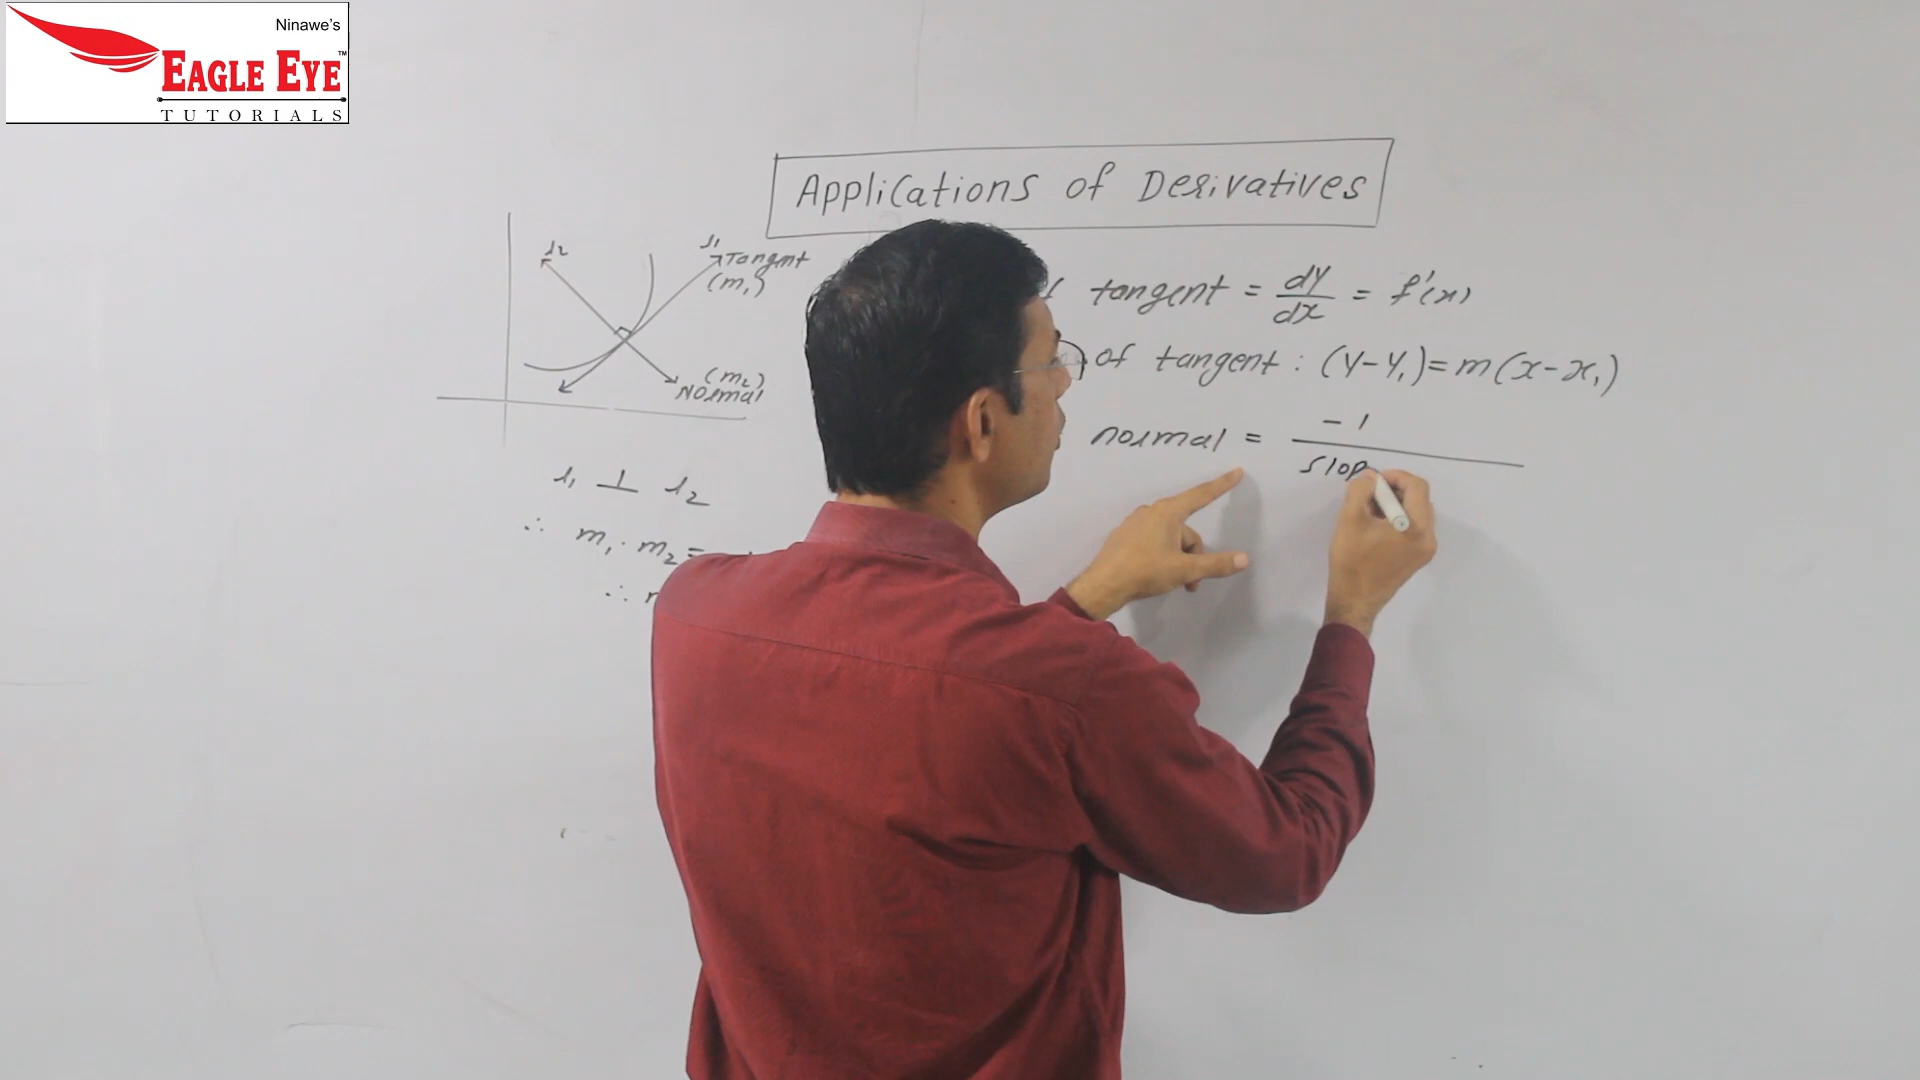 Ninawe's
EAGLE EYE™
TUTORIALS
Applications of Derivatives
l2
l1
Tangent
(m1)
(m2)
Normal
tangent = dy/dx = f'(x)
of tangent : (y-y1)=m(x-x1)
normal = -1/slop
l1 ⊥ l2
∴ m1 . m2 =
∴